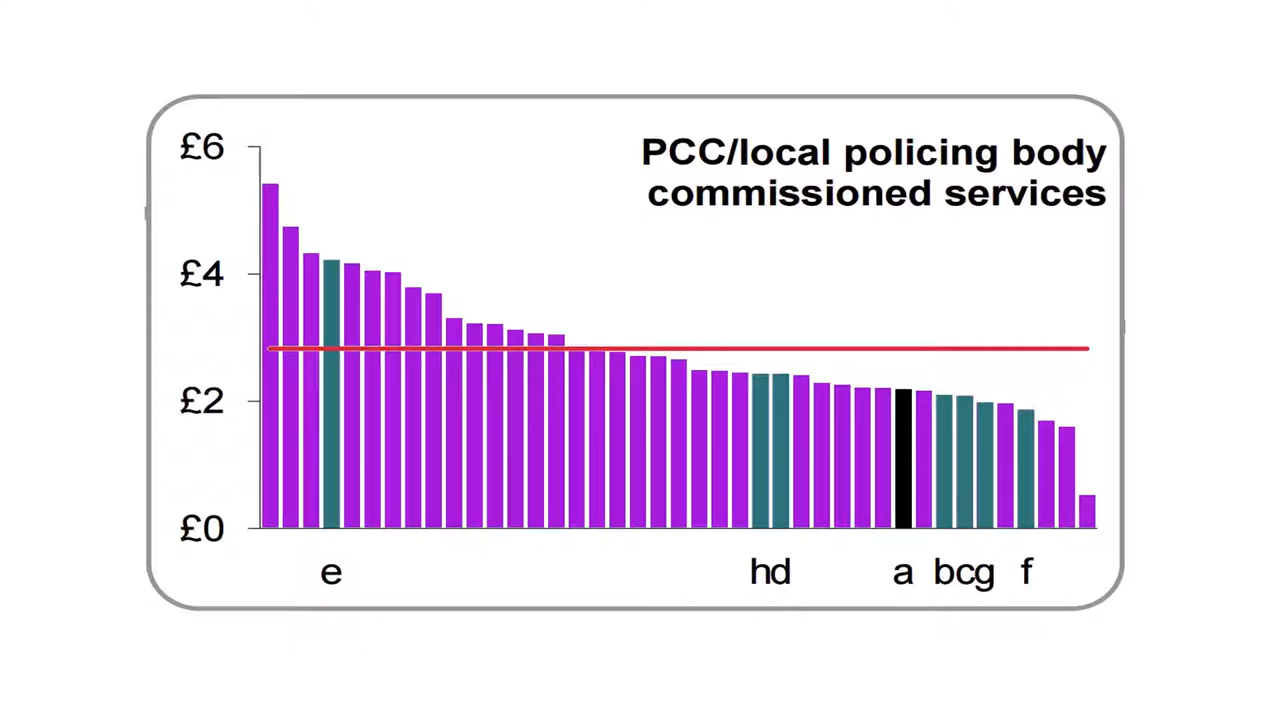 £6
PCC/local policing body
commissioned services
£4
£2
£0
e hd a bcg f